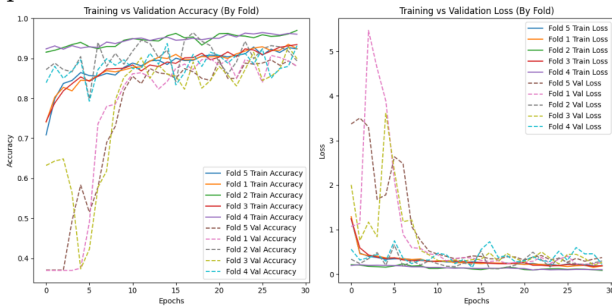 Training vs Validation Accuracy (By Fold)
1.0
0.9
0.8
0.7
0.6
0.5
0.4
Accuracy
0 5 10 15 20 25 30
Epochs
Fold 5 Train Accuracy
Fold 1 Train Accuracy
Fold 2 Train Accuracy
Fold 3 Train Accuracy
Fold 4 Train Accuracy
Fold 5 Val Accuracy
Fold 1 Val Accuracy
Fold 2 Val Accuracy
Fold 3 Val Accuracy
Fold 4 Val Accuracy
Training vs Validation Loss (By Fold)
5
4
3
2
1
0
Loss
0 5 10 15 20 25 30
Epochs
Fold 5 Train Loss
Fold 1 Train Loss
Fold 2 Train Loss
Fold 3 Train Loss
Fold 4 Train Loss
Fold 5 Val Loss
Fold 1 Val Loss
Fold 2 Val Loss
Fold 3 Val Loss
Fold 4 Val Loss